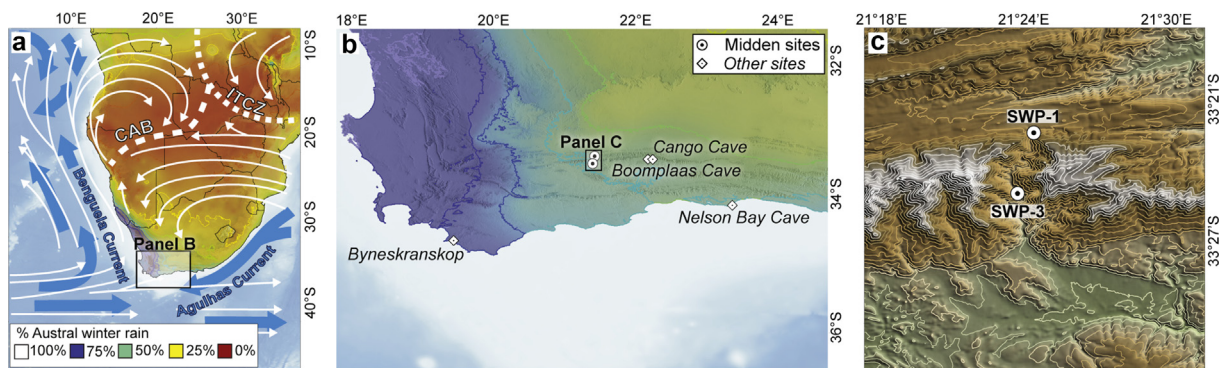 10°E 20°E 30°E
a
10°S
20°S
30°S
40°S
ITCZ
CAB
Benguela Current
Panel B
Agulhas Current
% Austral winter rain
100% 75% 50% 25% 0%
18°E 20°E 22°E 24°E
b
Midden sites
Other sites
32°S
34°S
36°S
Panel C
Cango Cave
Boomplaas Cave
Nelson Bay Cave
Byneskranskop
21°18'E 21°24'E 21°30'E
c
33°21'S
33°27'S
SWP-1
SWP-3